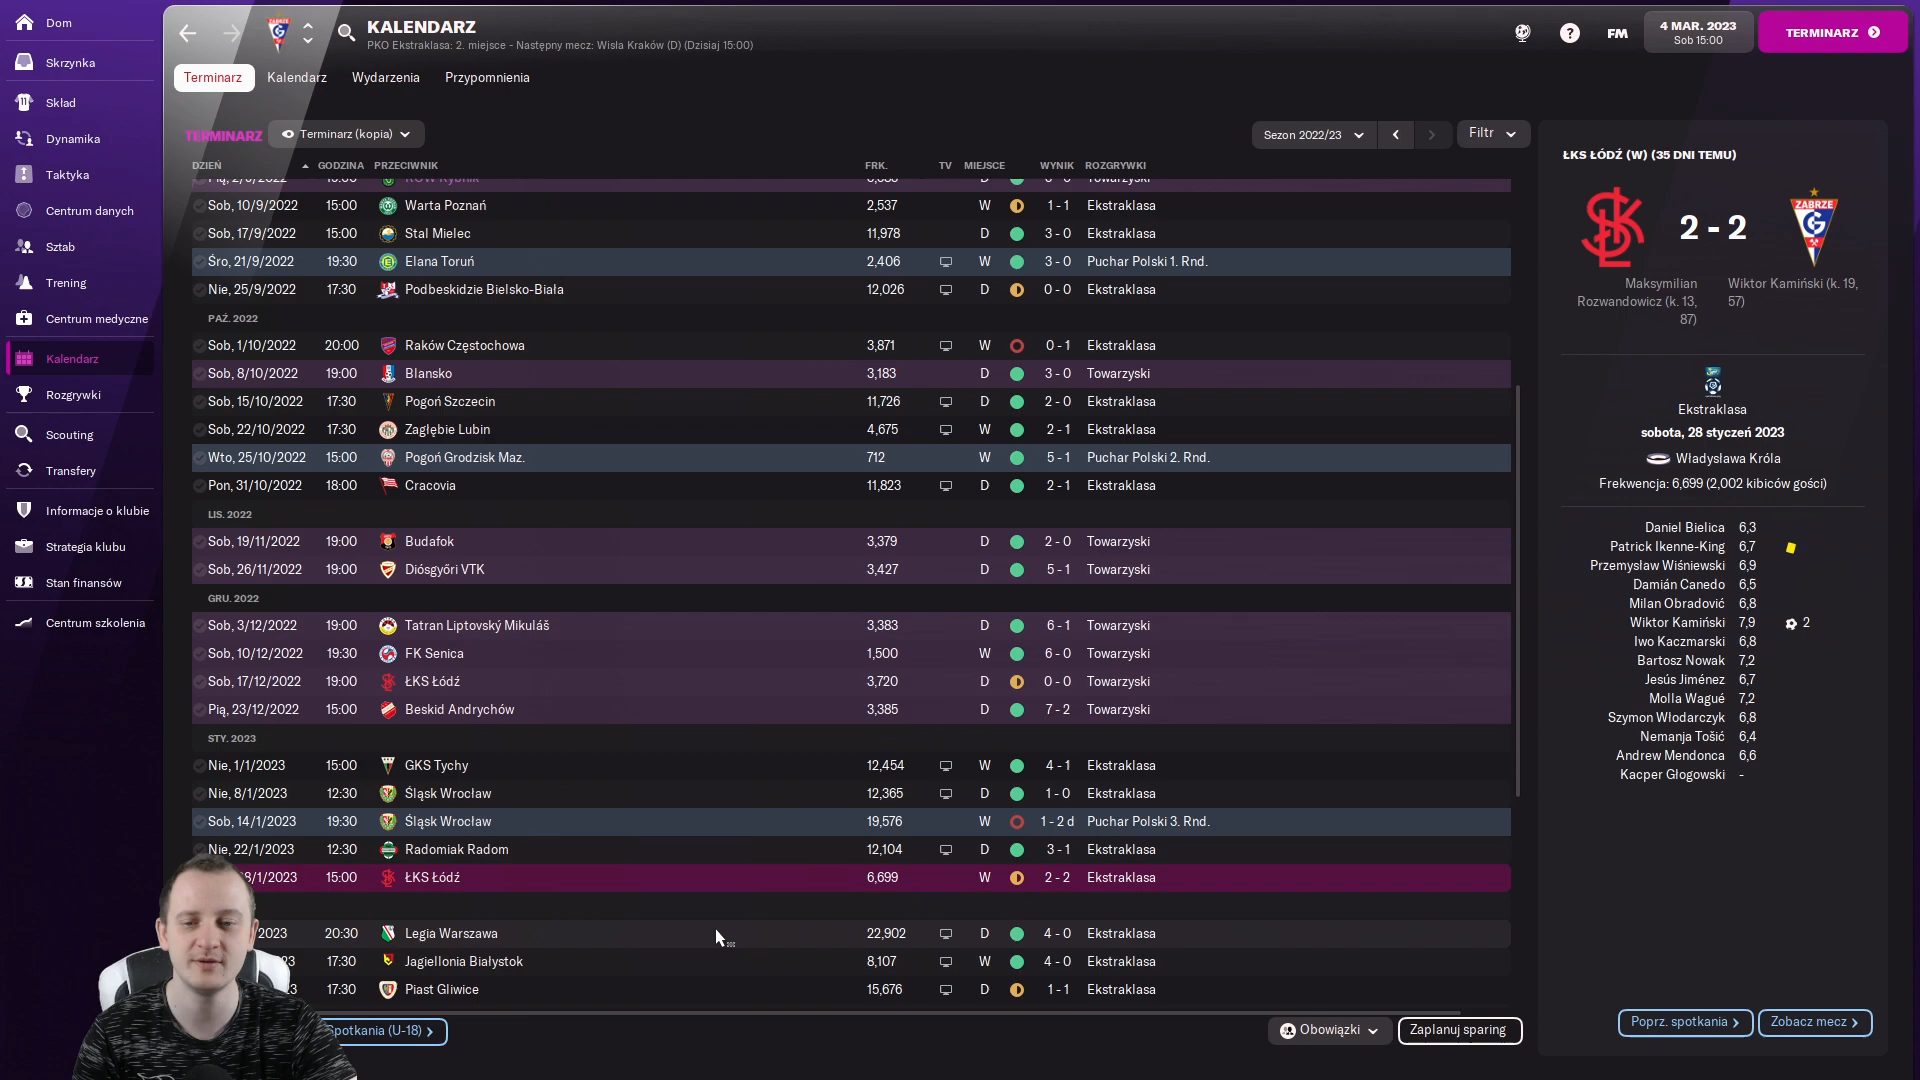 Dom
Skrzynka
Skład
Dynamika
Taktyka
Centrum danych
Sztab
Trening
Centrum medyczne
Kalendarz
Rozgrywki
Scouting
Transfery
Informacje o klubie
Strategia klubu
Stan finansów
Centrum szkolenia
KALENDARZ
PKO Ekstraklasa: 2. miejsce - Następny mecz: Wisła Kraków (D) (Dzisiaj 15:00)
FM
4 MAR. 2023
Sob 15:00
TERMINARZ
Terminarz Kalendarz Wydarzenia Przypomnienia
TERMINARZ Terminarz (kopia) Sezon 2022/23 Filtr
DZIEŃ GODZINA PRZECIWNIK FRK. TV MIEJSCE WYNIK ROZGRYWKI
Sob, 10/9/2022 15:00 Warta Poznań 2,537 W 1 - 1 Ekstraklasa
Sob, 17/9/2022 15:00 Stal Mielec 11,978 D 3 - 0 Ekstraklasa
Śro, 21/9/2022 19:30 Elana Toruń 2,406 W 3 - 0 Puchar Polski 1. Rnd.
Nie, 25/9/2022 17:30 Podbeskidzie Bielsko-Biała 12,026 D 0 - 0 Ekstraklasa
PAŹ. 2022
Sob, 1/10/2022 20:00 Raków Częstochowa 3,871 W 0 - 1 Ekstraklasa
Sob, 8/10/2022 19:00 Blansko 3,183 D 3 - 0 Towarzyski
Sob, 15/10/2022 17:30 Pogoń Szczecin 11,726 D 2 - 0 Ekstraklasa
Sob, 22/10/2022 17:30 Zagłębie Lubin 4,675 W 2 - 1 Ekstraklasa
Wto, 25/10/2022 15:00 Pogoń Grodzisk Maz. 712 W 5 - 1 Puchar Polski 2. Rnd.
Pon, 31/10/2022 18:00 Cracovia 11,823 D 2 - 1 Ekstraklasa
LIS. 2022
Sob, 19/11/2022 19:00 Budafok 3,379 D 2 - 0 Towarzyski
Sob, 26/11/2022 19:00 Diósgyőri VTK 3,427 D 5 - 1 Towarzyski
GRU. 2022
Sob, 3/12/2022 19:00 Tatran Liptovský Mikuláš 3,383 D 6 - 1 Towarzyski
Sob, 10/12/2022 19:30 FK Senica 1,500 W 6 - 0 Towarzyski
Sob, 17/12/2022 19:00 ŁKS Łódź 3,720 D 0 - 0 Towarzyski
Pią, 23/12/2022 15:00 Beskid Andrychów 3,385 D 7 - 2 Towarzyski
STY. 2023
Nie, 1/1/2023 15:00 GKS Tychy 12,454 W 4 - 1 Ekstraklasa
Nie, 8/1/2023 12:30 Śląsk Wrocław 12,365 D 1 - 0 Ekstraklasa
Sob, 14/1/2023 19:30 Śląsk Wrocław 19,576 W 1 - 2 d Puchar Polski 3. Rnd.
Nie, 22/1/2023 12:30 Radomiak Radom 12,104 D 3 - 1 Ekstraklasa
8/1/2023 15:00 ŁKS Łódź 6,699 W 2 - 2 Ekstraklasa
2023 20:30 Legia Warszawa 22,902 D 4 - 0 Ekstraklasa
23 17:30 Jagiellonia Białystok 8,107 W 4 - 0 Ekstraklasa
3 17:30 Piast Gliwice 15,676 D 1 - 1 Ekstraklasa
Spotkania (U-18) Obowiązki Zaplanuj sparing
ŁKS ŁÓDŹ (W) (35 DNI TEMU)
ZABRZE
2 - 2
Maksymilian Rozwandowicz (k. 13, 87)
Wiktor Kamiński (k. 19, 57)
Ekstraklasa
sobota, 28 styczeń 2023
Władysława Króla
Frekwencja: 6,699 (2,002 kibiców gości)
Daniel Bielica 6,3
Patrick Ikenne-King 6,7
Przemysław Wiśniewski 6,9
Damián Canedo 6,5
Milan Obradović 6,8
Wiktor Kamiński 7,9 2
Iwo Kaczmarski 6,8
Bartosz Nowak 7,2
Jesús Jiménez 6,7
Molla Wagué 7,2
Szymon Włodarczyk 6,8
Nemanja Tošić 6,4
Andrew Mendonca 6,6
Kacper Głogowski -
Poprz. spotkania Zobacz mecz